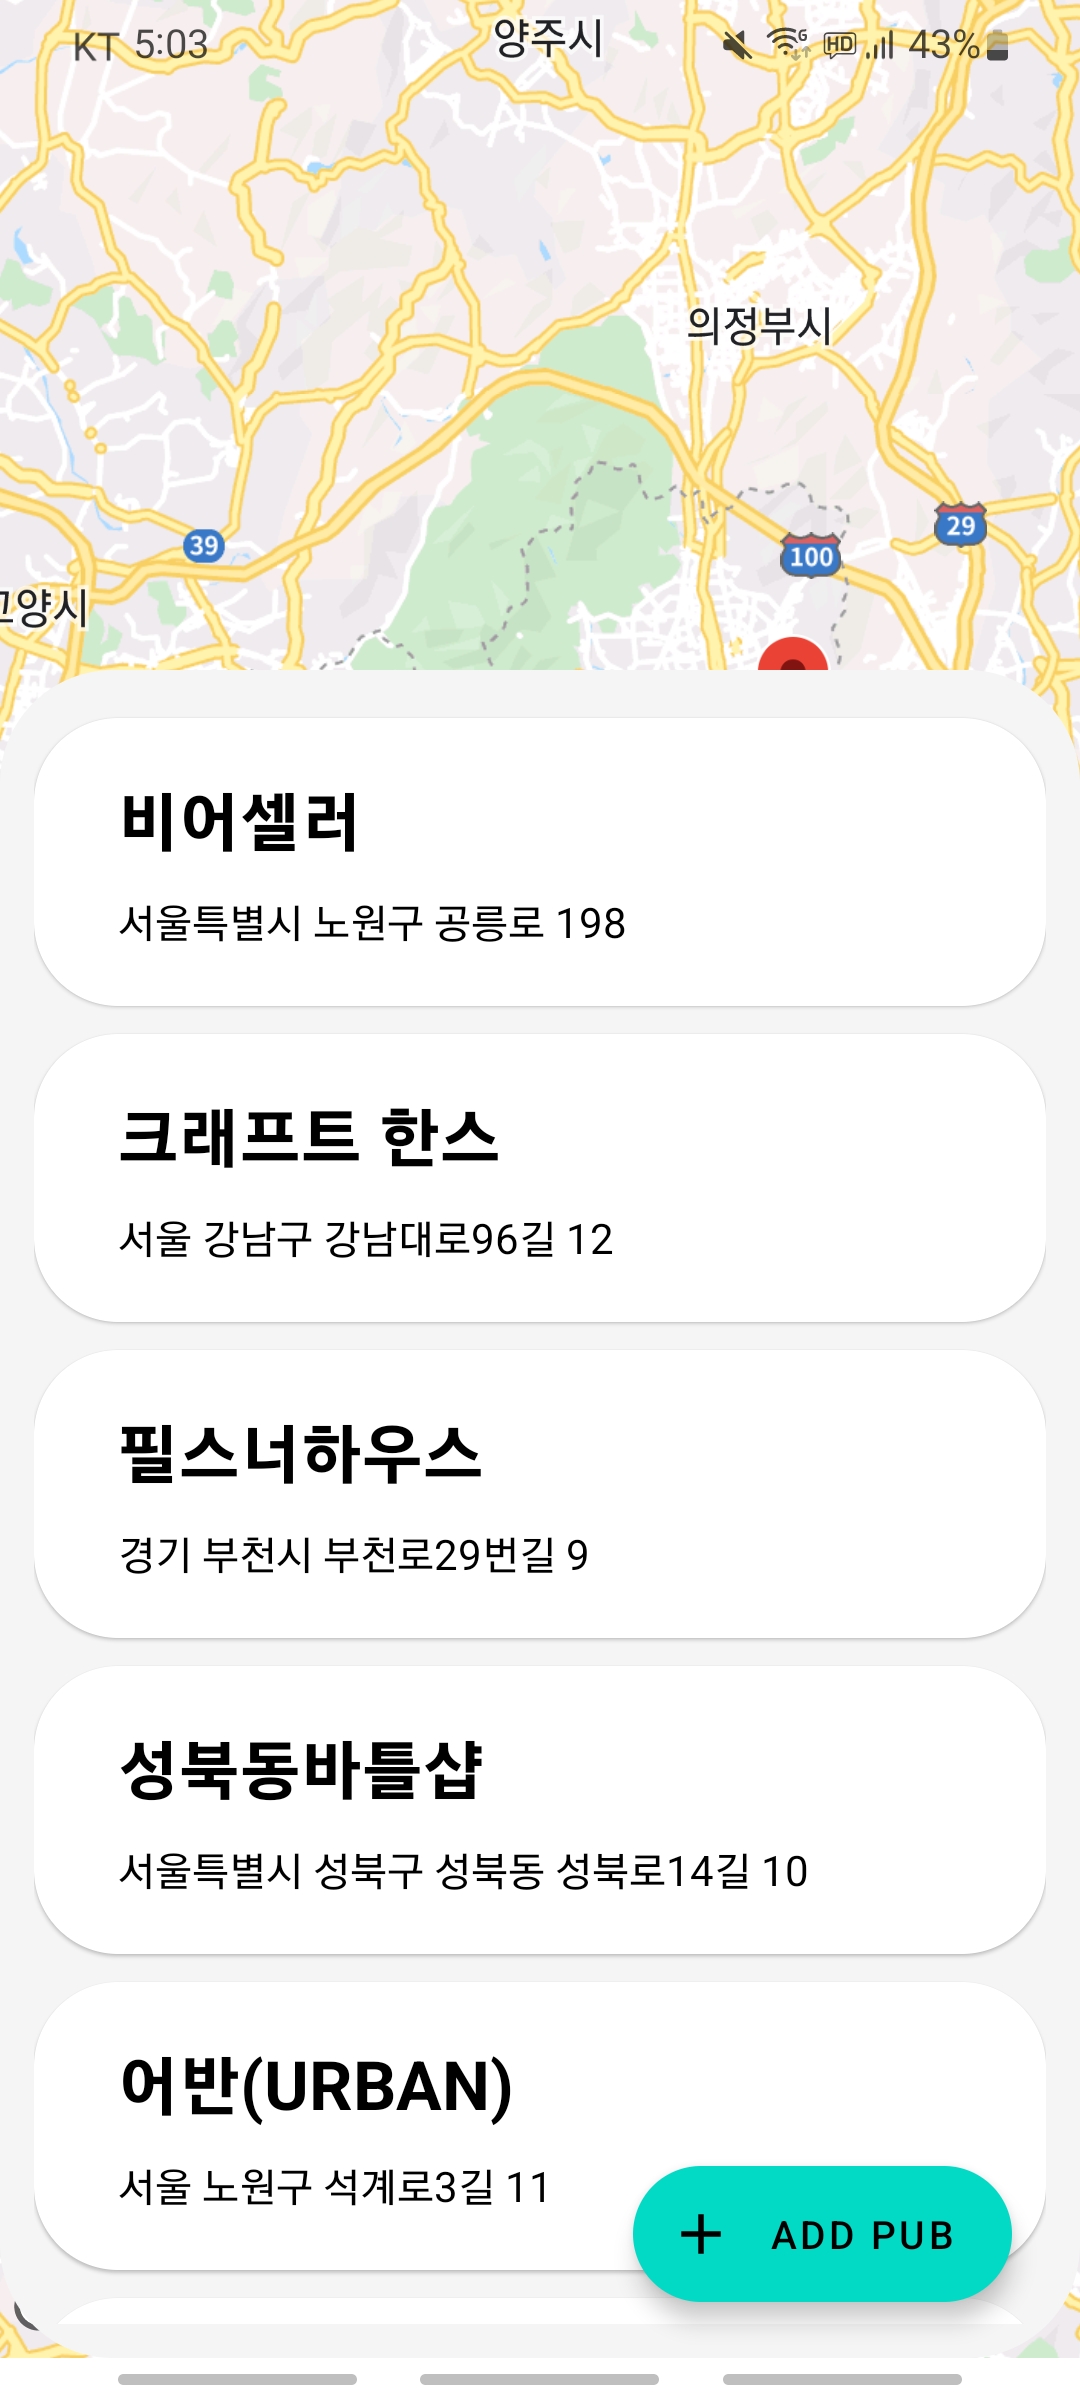 KT 5:03
양주시
43%
의정부시
29
100
39
고양시
비어셀러
서울특별시 노원구 공릉로 198
크래프트 한스
서울 강남구 강남대로96길 12
필스너하우스
경기 부천시 부천로29번길 9
성북동바틀샵
서울특별시 성북구 성북동 성북로14길 10
어반(URBAN)
서울 노원구 석계로3길 11
+ ADD PUB